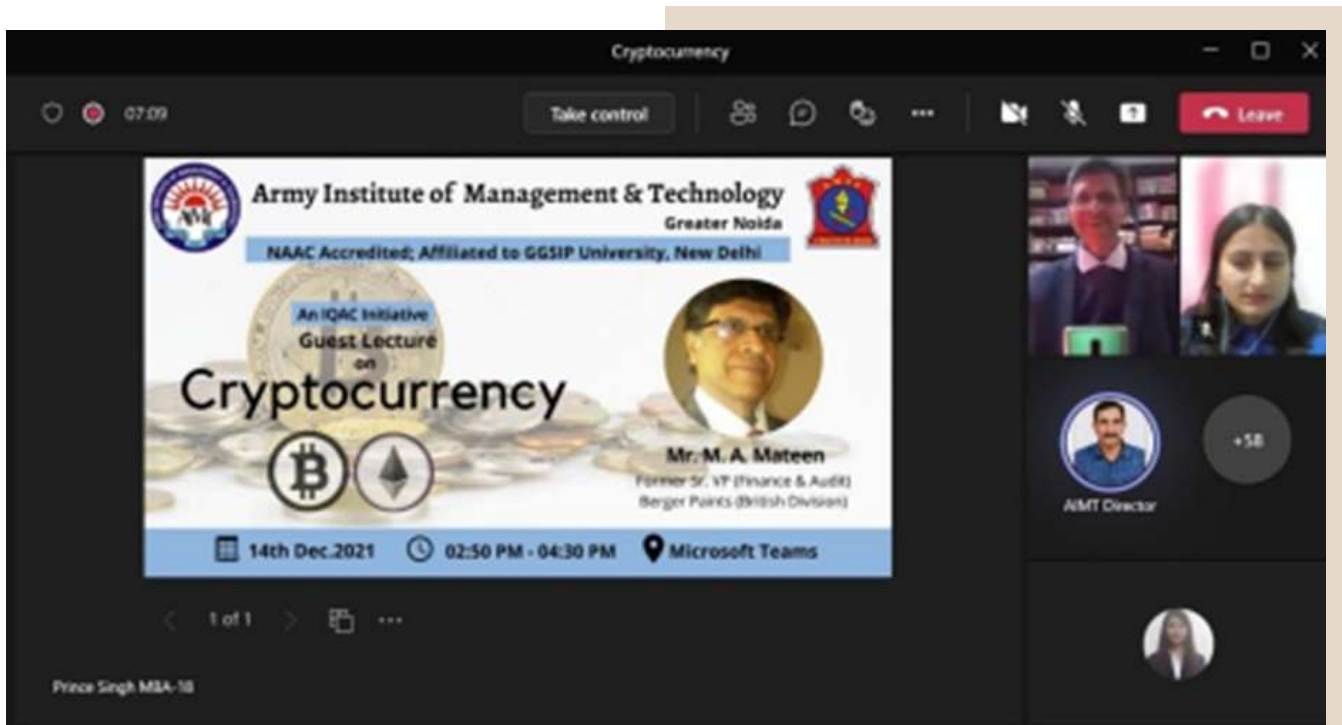 Cryptocurrency
07:09
Take control
Leave
AIMT
Army Institute of Management & Technology
Greater Noida
NAAC Accredited; Affiliated to GGSIP University, New Delhi
An IQAC Initiative
Guest Lecture
on
Cryptocurrency
Mr. M. A. Mateen
Former Sr. VP (Finance & Audit)
Berger Paints (British Division)
14th Dec.2021
02:50 PM - 04:30 PM
Microsoft Teams
+58
AIMT Director
1 of 1
Prince Singh MBA-18